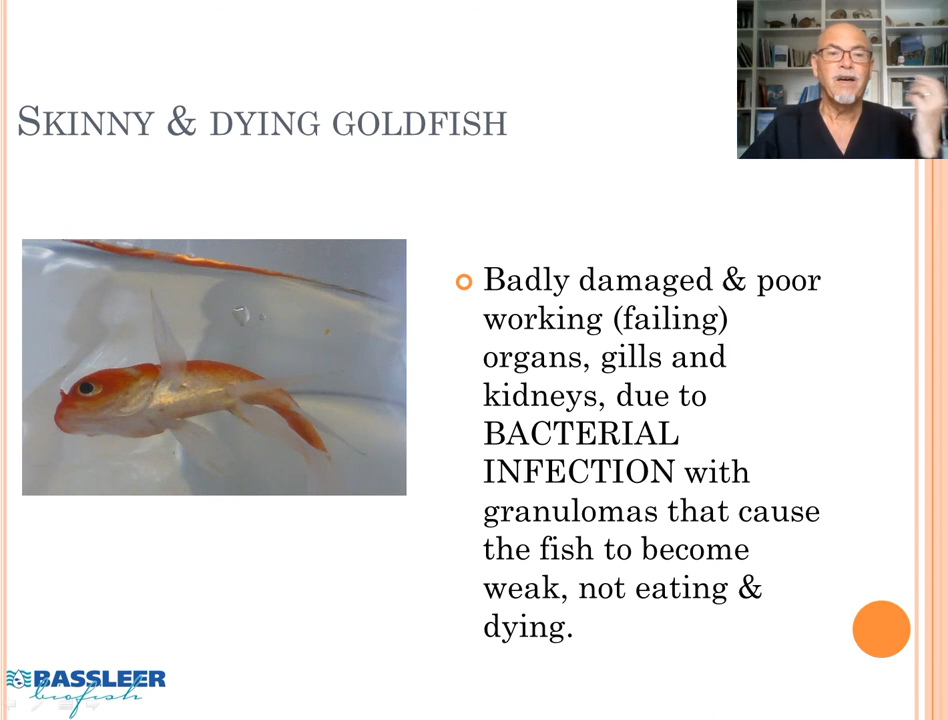 SKINNY & DYING GOLDFISH
Badly damaged & poor
working (failing)
organs, gills and
kidneys, due to
BACTERIAL
INFECTION with
granulomas that cause
the fish to become
weak, not eating &
dying.
BASSLEER
biofish